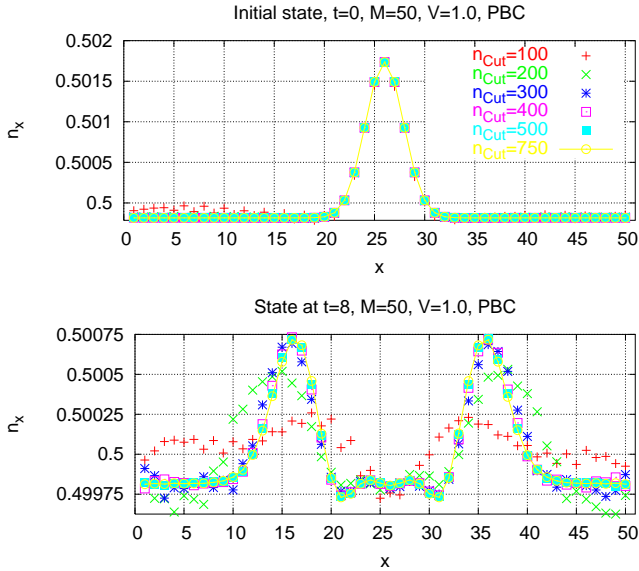 Initial state, t=0, M=50, V=1.0, PBC
0.502
0.5015
0.501
0.5005
0.5
n_x
n_Cut=100
n_Cut=200
n_Cut=300
n_Cut=400
n_Cut=500
n_Cut=750
0 5 10 15 20 25 30 35 40 45 50
x
State at t=8, M=50, V=1.0, PBC
0.50075
0.5005
0.50025
0.5
0.49975
n_x
0 5 10 15 20 25 30 35 40 45 50
x